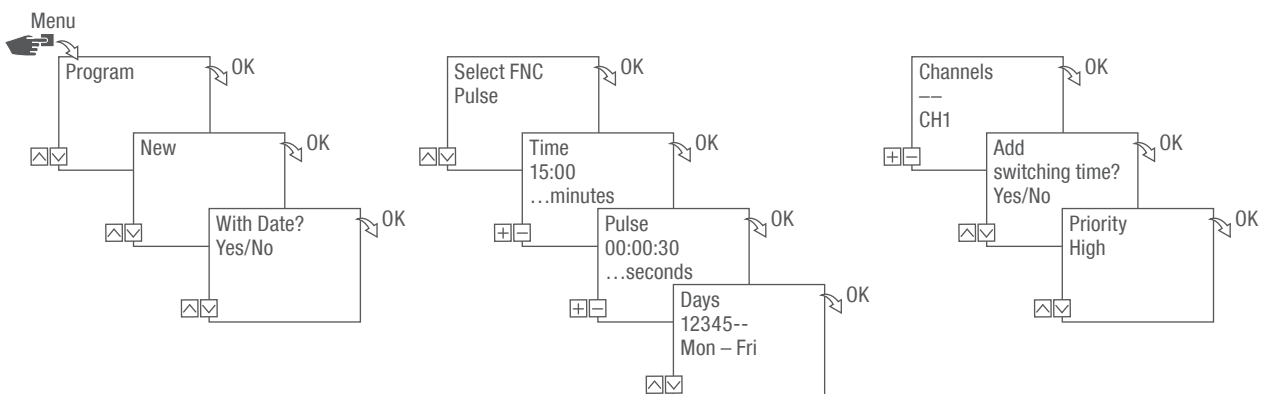 Menu
Program
OK
New
OK
With Date?
Yes/No
OK
Select FNC
Pulse
OK
Time
15:00
…minutes
OK
Pulse
00:00:30
…seconds
OK
Days
12345--
Mon – Fri
OK
Channels
––
CH1
OK
Add
switching time?
Yes/No
OK
Priority
High
OK